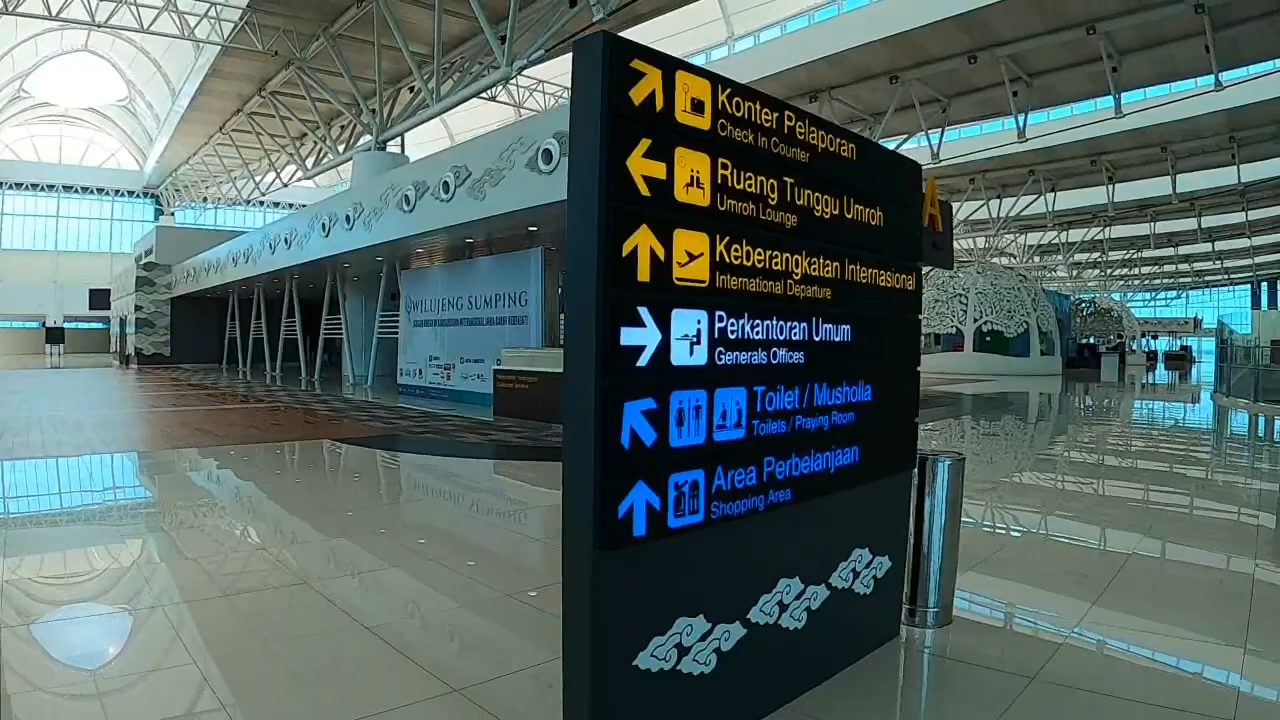 Konter Pelaporan
Check In Counter
Ruang Tunggu Umroh
Umroh Lounge
Keberangkatan Internasional
International Departure
Perkantoran Umum
Generals Offices
Toilet / Musholla
Toilets / Praying Room
Area Perbelanjaan
Shopping Area
A
WILUJENG SUMPING